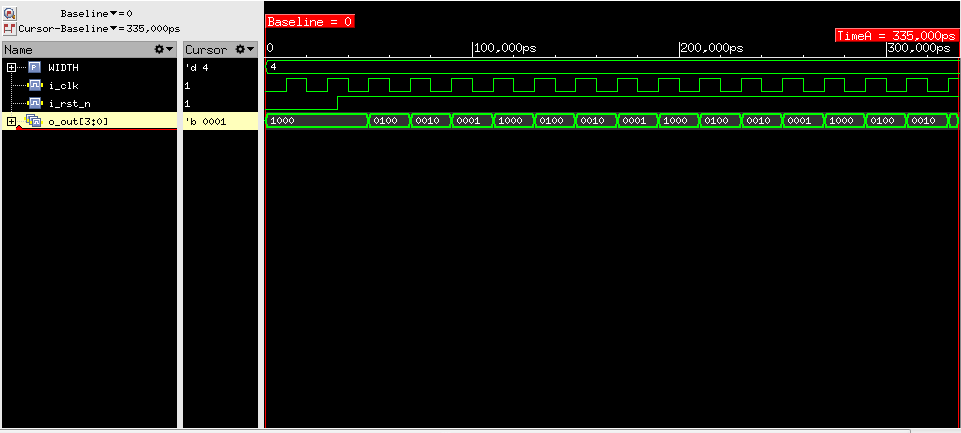 Baseline▼=0
Cursor-Baseline▼=335,000ps
Baseline = 0
TimeA = 335,000ps
Name
Cursor
0 100,000ps 200,000ps 300,000ps
WIDTH 'd 4 4
i_clk 1
i_rst_n 1
o_out[3:0] 'b 0001 1000 0100 0010 0001 1000 0100 0010 0001 1000 0100 0010 0001 1000 0100 0010